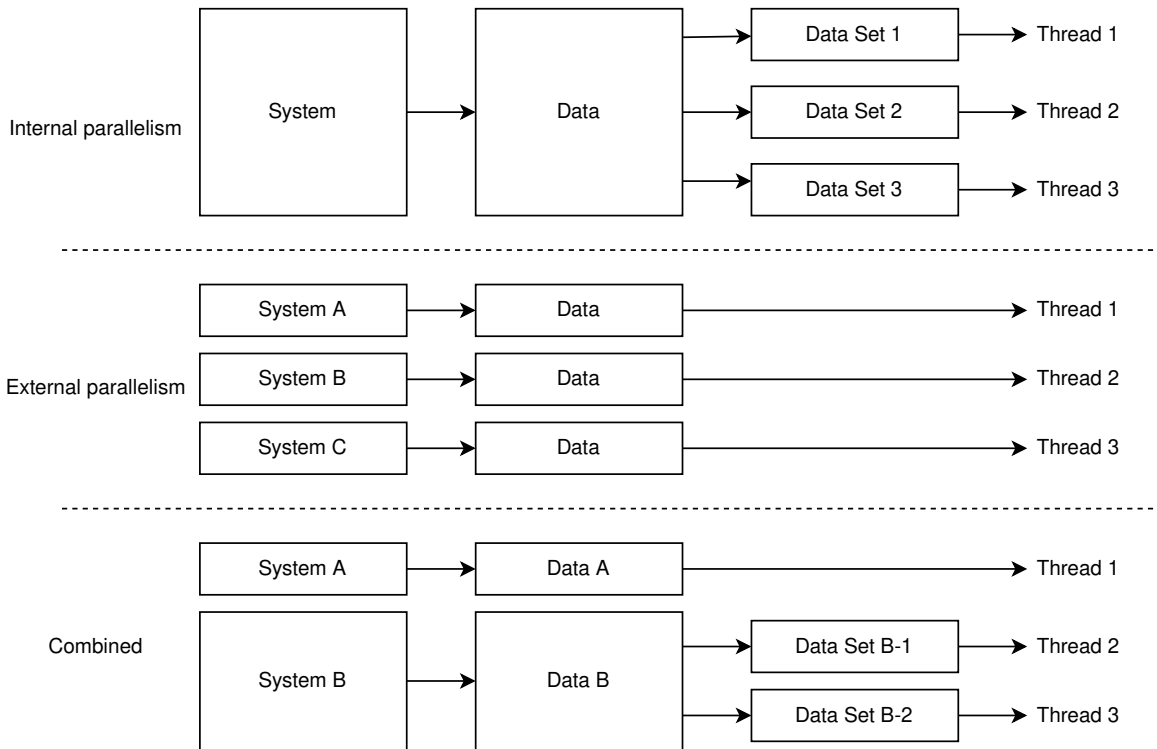 Data Set 1
Thread 1
Internal parallelism
System
Data
Data Set 2
Thread 2
Data Set 3
Thread 3
External parallelism
System A
Data
Thread 1
System B
Data
Thread 2
System C
Data
Thread 3
Combined
System A
Data A
Thread 1
System B
Data B
Data Set B-1
Thread 2
Data Set B-2
Thread 3